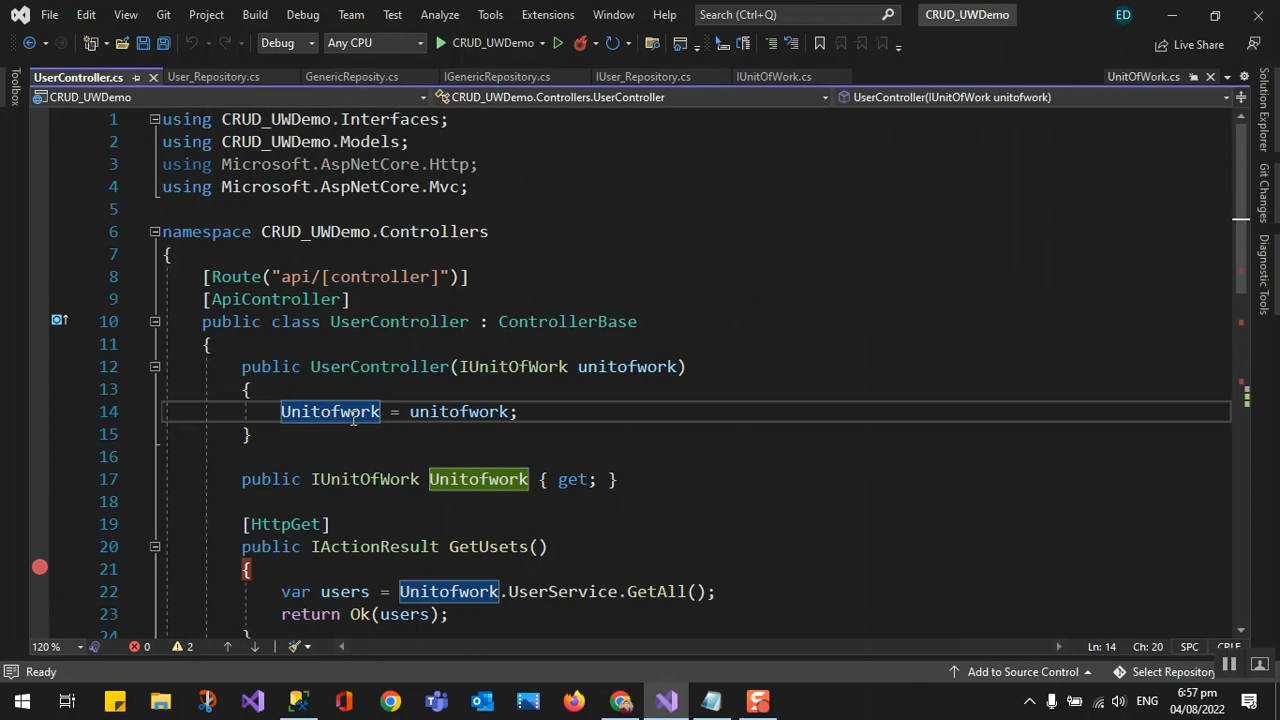 File Edit View Git Project Build Debug Team Test Analyze Tools Extensions Window Help Search (Ctrl+Q) CRUD_UWDemo ED
Debug Any CPU CRUD_UWDemo Live Share
UserController.cs User_Repository.cs GenericReposity.cs IGenericRepository.cs IUser_Repository.cs IUnitOfWork.cs UnitOfWork.cs
CRUD_UWDemo CRUD_UWDemo.Controllers.UserController UserController(IUnitOfWork unitofwork)
Toolbox
Solution Explorer
Git Changes
Diagnostic Tools
1 using CRUD_UWDemo.Interfaces;
2 using CRUD_UWDemo.Models;
3 using Microsoft.AspNetCore.Http;
4 using Microsoft.AspNetCore.Mvc;
5
6 namespace CRUD_UWDemo.Controllers
7 {
8 [Route("api/[controller]")]
9 [ApiController]
10 public class UserController : ControllerBase
11 {
12 public UserController(IUnitOfWork unitofwork)
13 {
14 Unitofwork = unitofwork;
15 }
16
17 public IUnitOfWork Unitofwork { get; }
18
19 [HttpGet]
20 public IActionResult GetUsets()
21 {
22 var users = Unitofwork.UserService.GetAll();
23 return Ok(users);
24 }
120 % 0 2 Ln: 14 Ch: 20 SPC CRLF
Ready Add to Source Control Select Repository
ENG 6:57 pm
04/08/2022